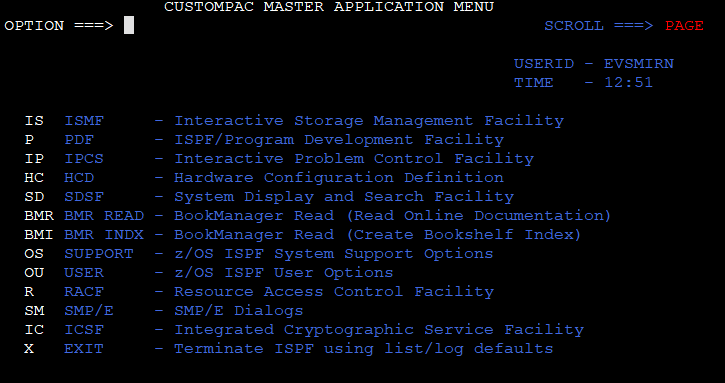 CUSTOMPAC MASTER APPLICATION MENU
OPTION ===> SCROLL ===> PAGE
USERID - EVSMIRN
TIME - 12:51
IS ISMF - Interactive Storage Management Facility
P PDF - ISPF/Program Development Facility
IP IPCS - Interactive Problem Control Facility
HC HCD - Hardware Configuration Definition
SD SDSF - System Display and Search Facility
BMR BMR READ - BookManager Read (Read Online Documentation)
BMI BMR INDX - BookManager Read (Create Bookshelf Index)
OS SUPPORT - z/OS ISPF System Support Options
OU USER - z/OS ISPF User Options
R RACF - Resource Access Control Facility
SM SMP/E - SMP/E Dialogs
IC ICSF - Integrated Cryptographic Service Facility
X EXIT - Terminate ISPF using list/log defaults